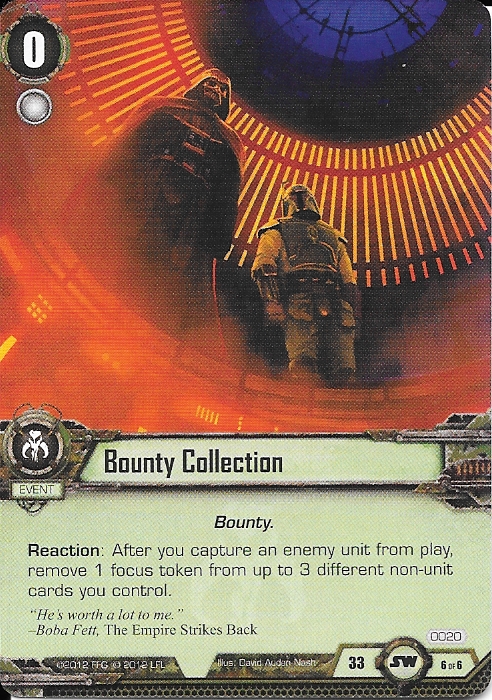 0
Bounty Collection
EVENT
Bounty.
Reaction: After you capture an enemy unit from play,
remove 1 focus token from up to 3 different non-unit
cards you control.
"He's worth a lot to me."
–Boba Fett, The Empire Strikes Back
0020
©2012 FFG © 2012 LFL
Illus: David Auden Nash
33
SW
6 OF 6